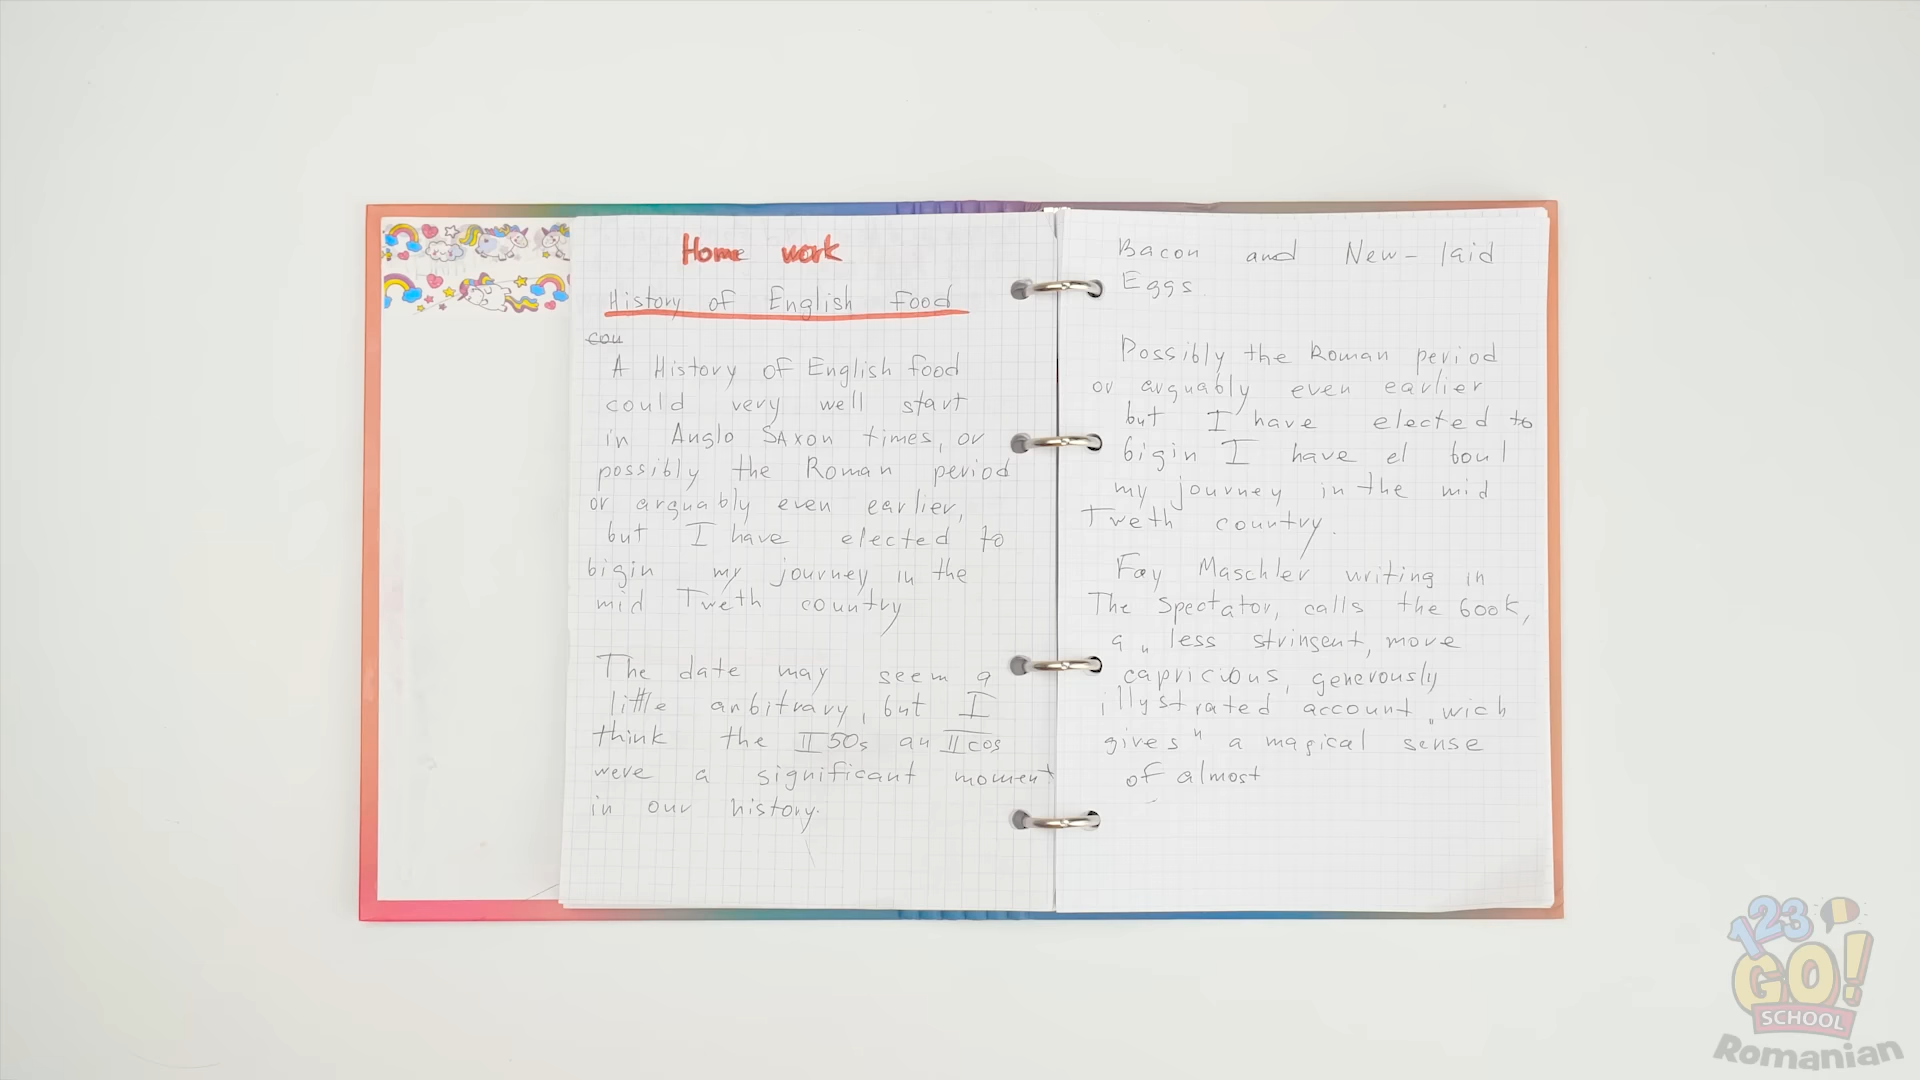 Home work
History of English food
cou
A History of English food
could very well start
in Anglo Saxon times, or
possibly the Roman period
or arguably even earlier,
but I have elected to
bigin my journey in the
mid Tweth country
The date may seem a
little arbitrary, but I
think the II50s an IIcos
were a significant moment
in our history.
Bacon and New-laid
Eggs
Possibly the Roman period
or arguably even earlier
but I have elected to
bigin I have el boul
my journey in the mid
Tweth country.
Fay Maschler writing in
The Spectator, calls the book,
a „ less stringent, more
capricious, generously
illystrated account „ wich
gives" a magical sense
of almost
123
GO!
SCHOOL
Romanian